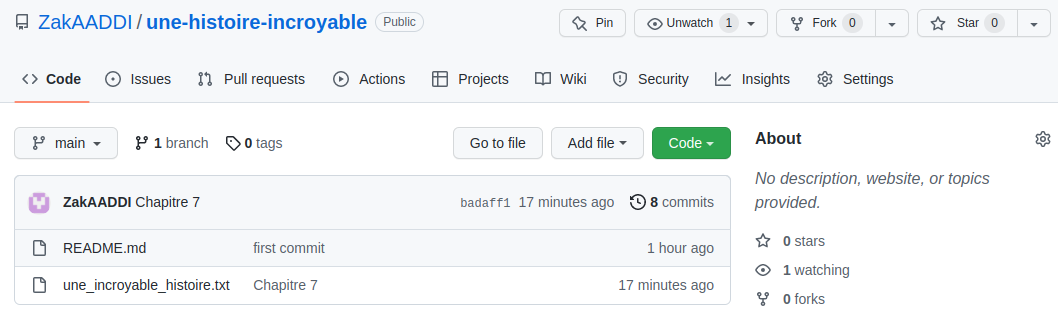 ZakAADDI / une-histoire-incroyable Public Pin Unwatch 1 Fork 0 Star 0
Code Issues Pull requests Actions Projects Wiki Security Insights Settings
main 1 branch 0 tags Go to file Add file Code
ZakAADDI Chapitre 7 badaff1 17 minutes ago 8 commits
README.md first commit 1 hour ago
une_incroyable_histoire.txt Chapitre 7 17 minutes ago
About
No description, website, or topics
provided.
0 stars
1 watching
0 forks